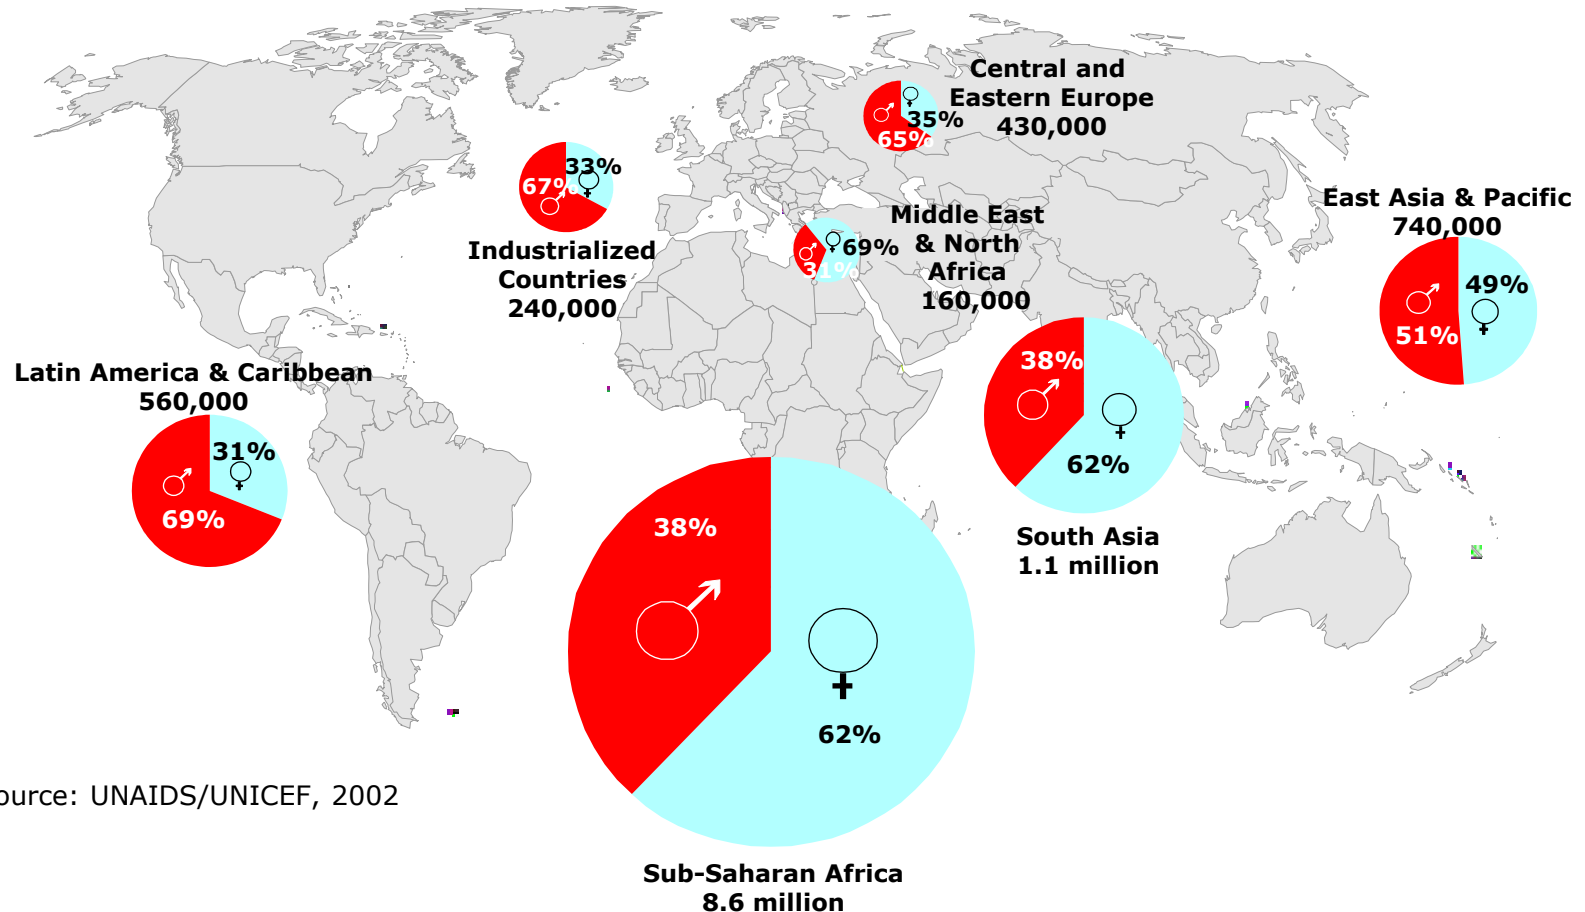 Central and
Eastern Europe
430,000
35%
65%
33%
67%
Industrialized
Countries
240,000
Middle East
& North
Africa
160,000
69%
31%
East Asia & Pacific
740,000
49%
51%
Latin America & Caribbean
560,000
31%
69%
38%
62%
South Asia
1.1 million
38%
62%
Sub-Saharan Africa
8.6 million
ource: UNAIDS/UNICEF, 2002